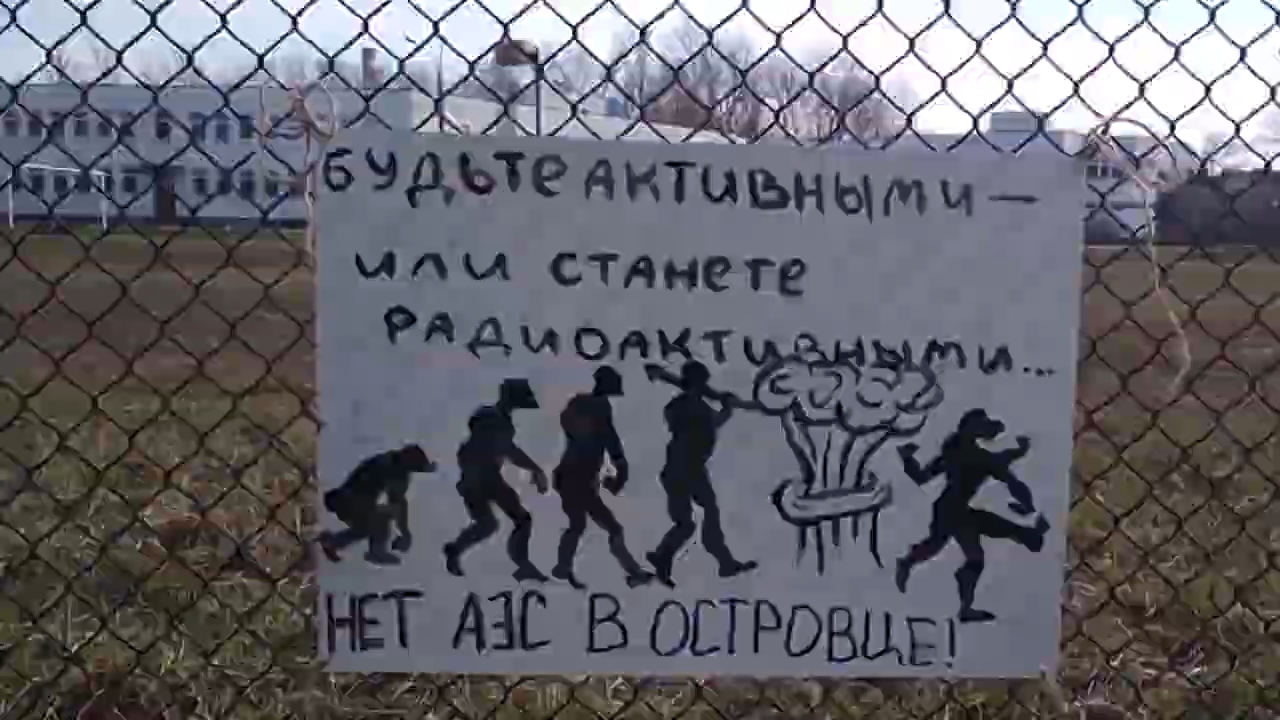 БУДЬТЕ АКТИВНЫМИ —
ИЛИ СТАНЕТЕ
РАДИОАКТИВНЫМИ...
НЕТ АЭС В ОСТРОВЦЕ!